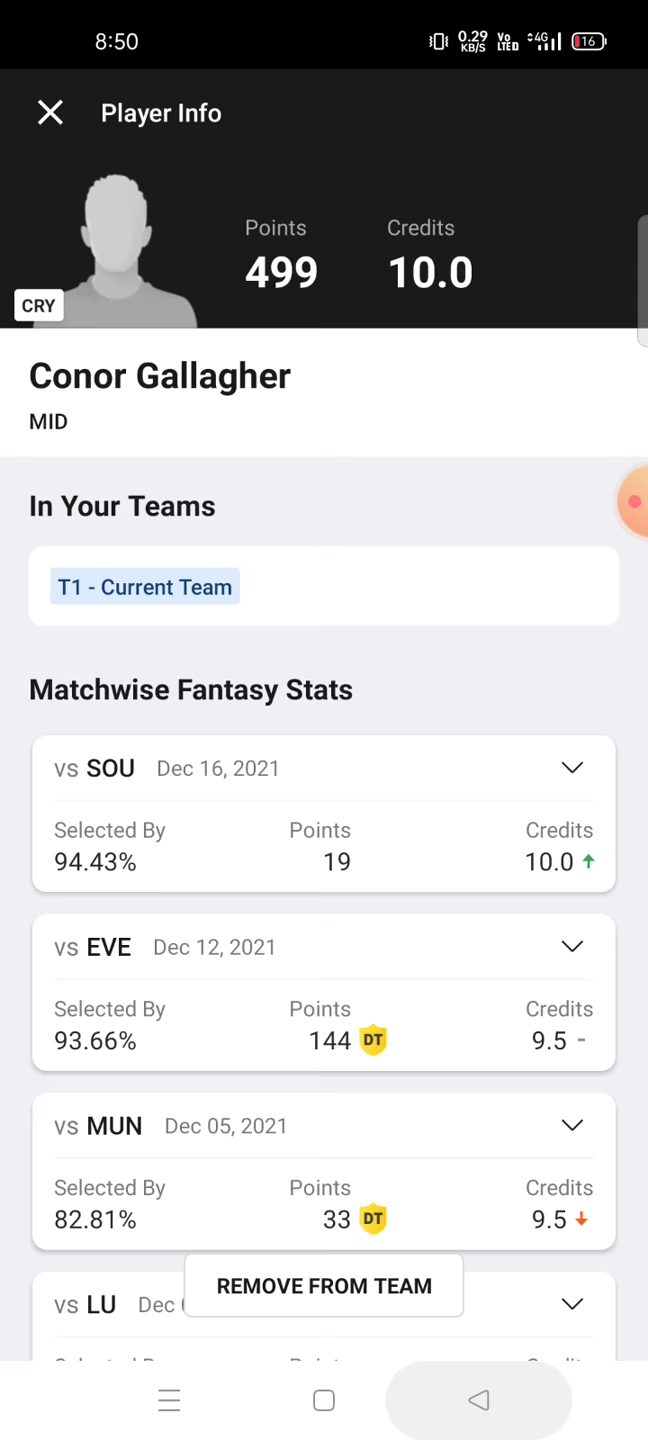 8:50
0.29
KB/S
Vo
LTE
4G
16
Player Info
Points
Credits
499
10.0
CRY
Conor Gallagher
MID
In Your Teams
T1 - Current Team
Matchwise Fantasy Stats
vs SOU Dec 16, 2021
Selected By Points Credits
94.43% 19 10.0
vs EVE Dec 12, 2021
Selected By Points Credits
93.66% 144 DT 9.5 -
vs MUN Dec 05, 2021
Selected By Points Credits
82.81% 33 DT 9.5
REMOVE FROM TEAM
vs LU Dec